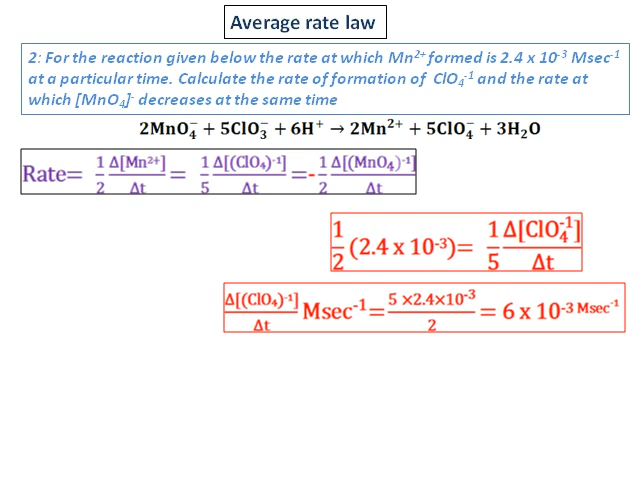 Average rate law
2: For the reaction given below the rate at which Mn²⁺ formed is 2.4 x 10⁻³ Msec⁻¹
at a particular time. Calculate the rate of formation of ClO₄⁻¹ and the rate at
which [MnO₄]⁻ decreases at the same time
2MnO₄⁻ + 5ClO₃⁻ + 6H⁺ → 2Mn²⁺ + 5ClO₄⁻ + 3H₂O
Rate= 1/2 Δ[Mn²⁺]/Δt = 1/5 Δ[(ClO₄)⁻¹]/Δt =-1/2 Δ[(MnO₄)⁻¹]/Δt
1/2 (2.4 x 10⁻³)= 1/5 Δ[ClO₄⁻¹]/Δt
Δ[(ClO₄)⁻¹]/Δt Msec⁻¹= 5 ×2.4×10⁻³/2 = 6 x 10⁻³ Msec⁻¹